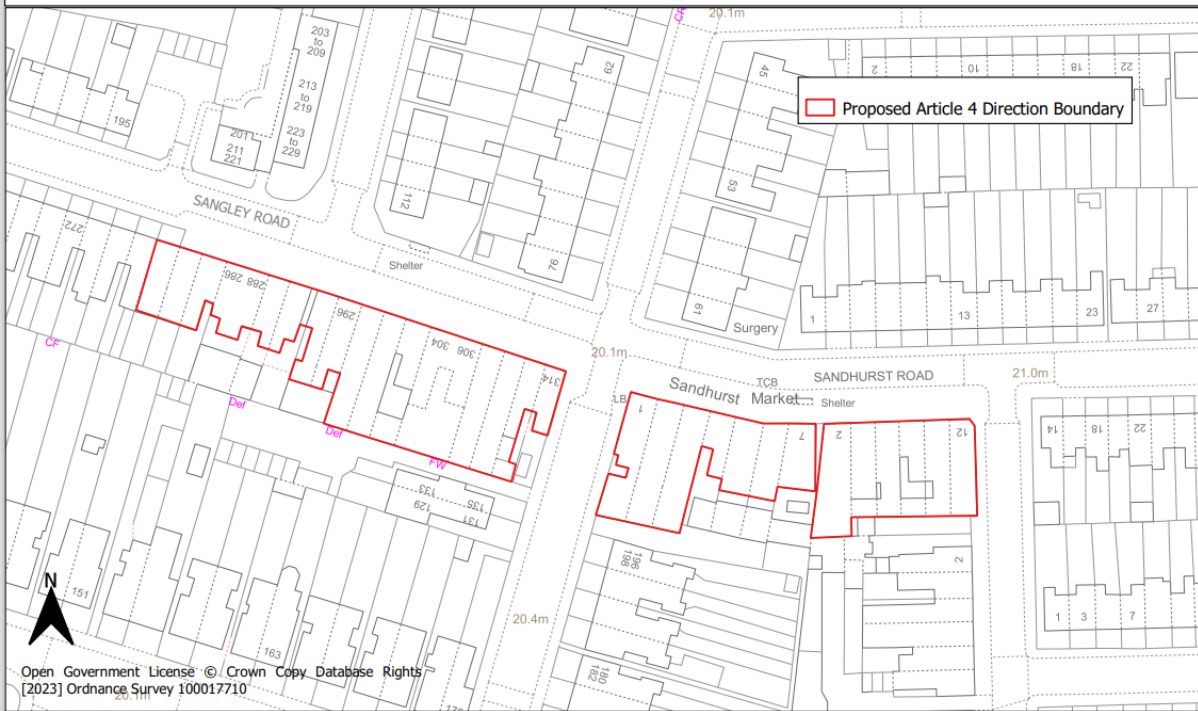 CF
20.1m
203
to
209
213
to
219
223
to
229
201
211
221
195
62
45
2
10
18
22
Proposed Article 4 Direction Boundary
53
112
76
61
Surgery
SANGLEY ROAD
272
286
288
296
304
306
314
Shelter
CF
Def
Def
FW
20.1m
1
13
23
27
Sandhurst Market
TCB
SANDHURST ROAD
Shelter
21.0m
LB
1
7
2
12
14
18
22
133
129
135
131
196
198
2
1
3
7
N
151
163
20.4m
180
182
Open Government License © Crown Copy Database Rights
[2023] Ordnance Survey 100017710
20.1m